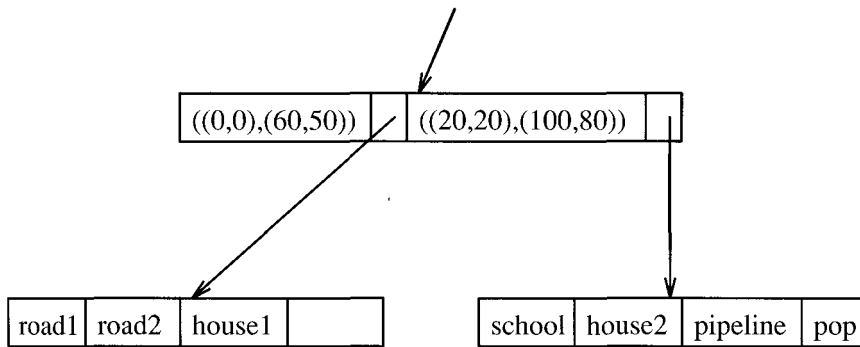 ((0,0),(60,50)) ((20,20),(100,80))
road1 road2 house1 school house2 pipeline pop